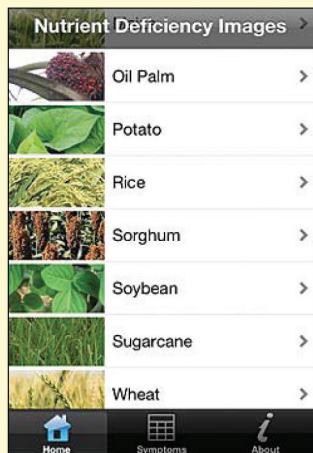 Nutrient Deficiency Images
Oil Palm
Potato
Rice
Sorghum
Soybean
Sugarcane
Wheat
Home
Symptoms
About